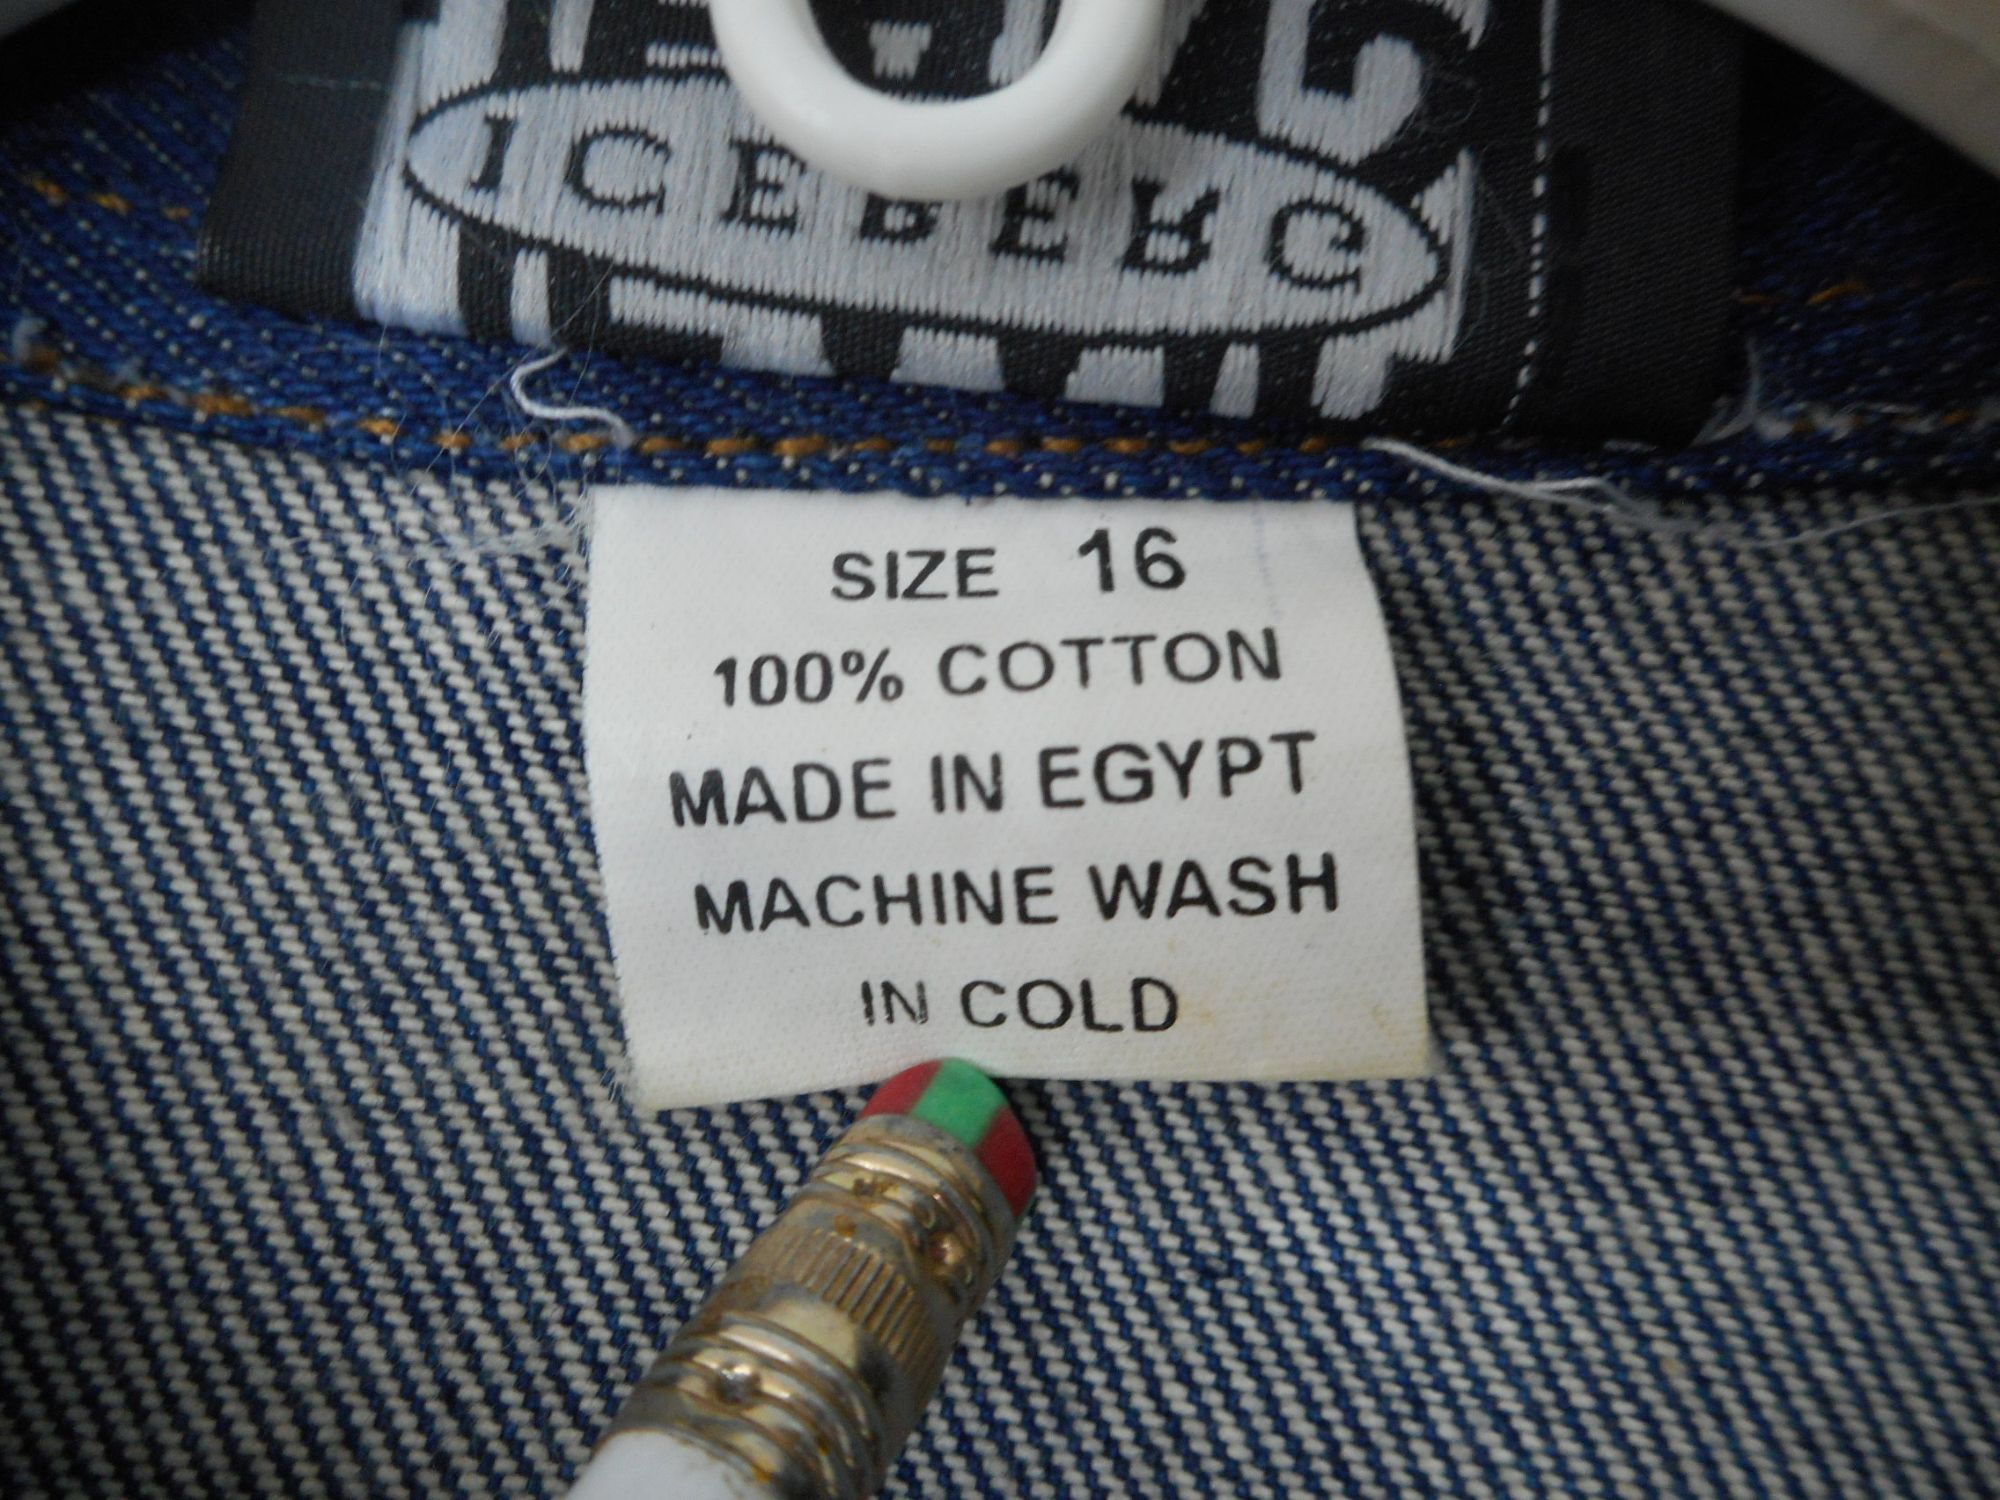 ICEBERG
SIZE 16
100% COTTON
MADE IN EGYPT
MACHINE WASH
IN COLD